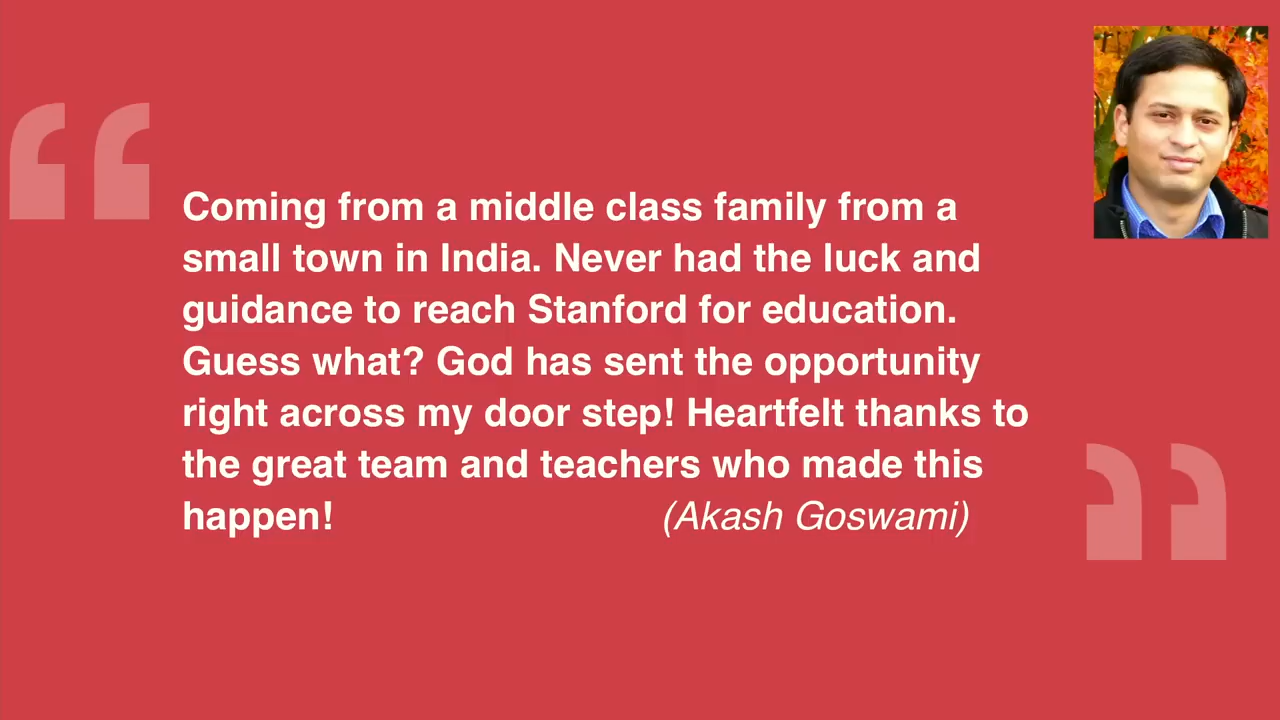 Coming from a middle class family from a
small town in India. Never had the luck and
guidance to reach Stanford for education.
Guess what? God has sent the opportunity
right across my door step! Heartfelt thanks to
the great team and teachers who made this
happen! (Akash Goswami)